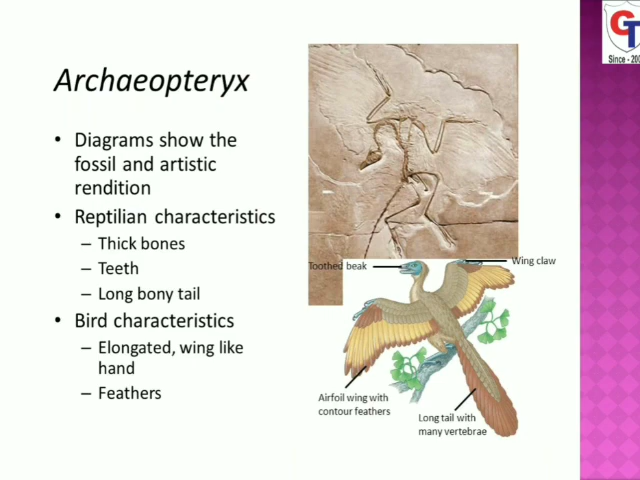 Archaeopteryx
• Diagrams show the
fossil and artistic
rendition
• Reptilian characteristics
– Thick bones
– Teeth
– Long bony tail
• Bird characteristics
– Elongated, wing like
hand
– Feathers
Toothed beak
Wing claw
Airfoil wing with
contour feathers
Long tail with
many vertebrae
CT
Since - 200